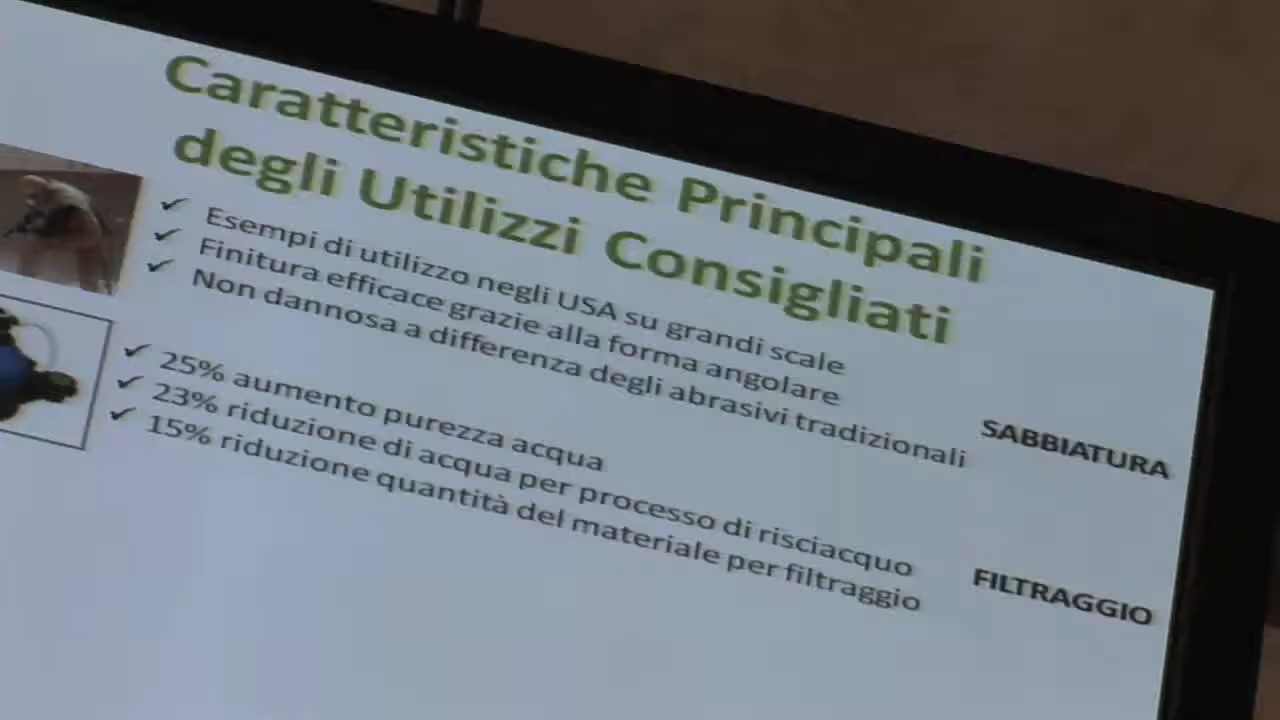 Caratteristiche Principali
degli Utilizzi Consigliati
✔ Esempi di utilizzo negli USA su grandi scale
✔ Finitura efficace grazie alla forma angolare
✔ Non dannosa a differenza degli abrasivi tradizionali
SABBIATURA
✔ 25% aumento purezza acqua
✔ 23% riduzione di acqua per processo di risciacquo
✔ 15% riduzione quantità del materiale per filtraggio
FILTRAGGIO